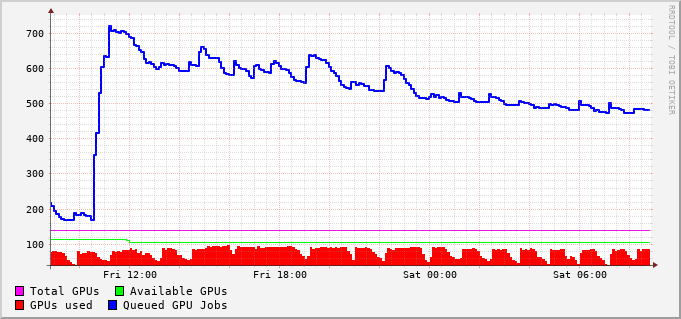 700
600
500
400
300
200
100
Fri 12:00 Fri 18:00 Sat 00:00 Sat 06:00
Total GPUs Available GPUs
GPUs used Queued GPU Jobs
RRDTOOL / TOBI OETIKER